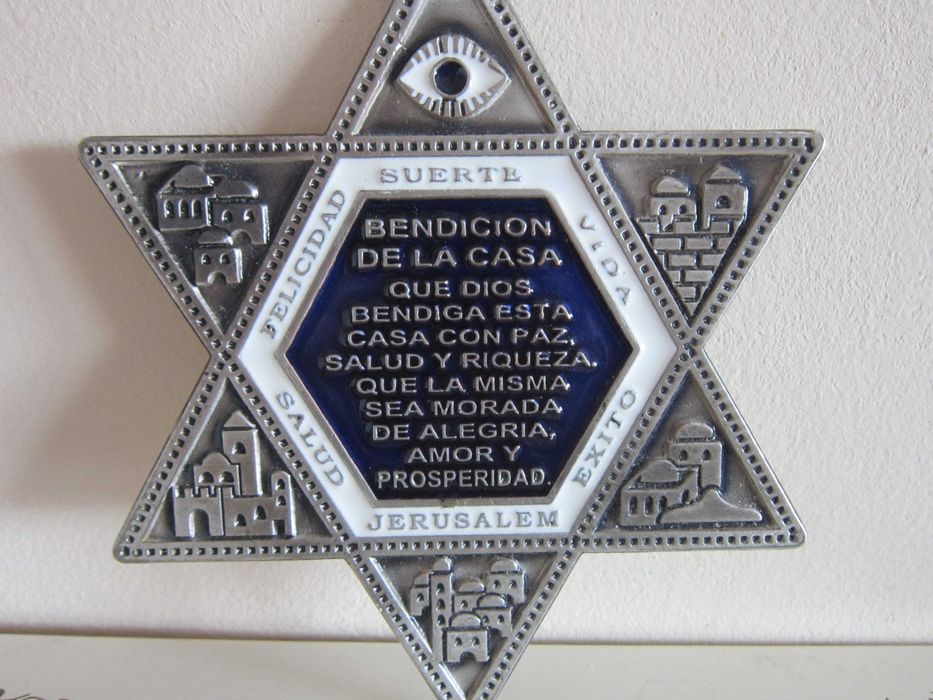 SUERTE
FELICIDAD
VIDA
BENDICION
DE LA CASA
QUE DIOS
BENDIGA ESTA
CASA CON PAZ,
SALUD Y RIQUEZA.
QUE LA MISMA
SEA MORADA
DE ALEGRIA,
AMOR Y
PROSPERIDAD.
SALUD
EXITO
JERUSALEM